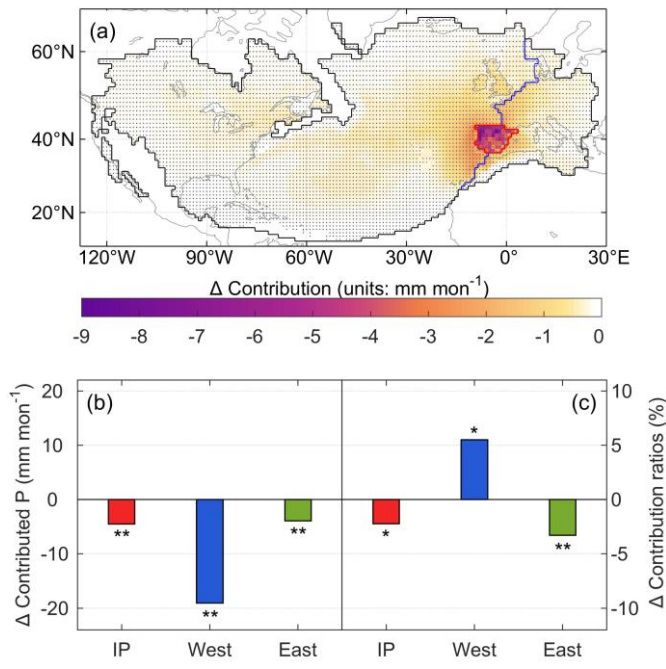 (a)
60°N
40°N
20°N
120°W 90°W 60°W 30°W 0° 30°E
Δ Contribution (units: mm mon⁻¹)
-9 -8 -7 -6 -5 -4 -3 -2 -1 0
(b) (c)
Δ Contributed P (mm mon⁻¹)
20
10
0
-10
-20
** ** **
IP West East
* * **
IP West East
10
5
0
-5
-10
Δ Contribution ratios (%)